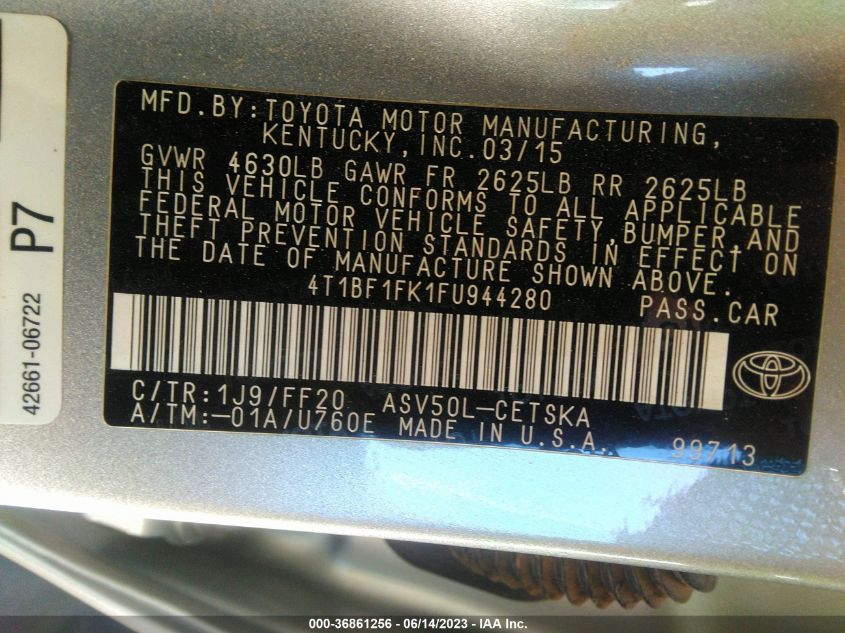 MFD.BY:TOYOTA MOTOR MANUFACTURING,
KENTUCKY, INC. 03/15
GVWR 4630LB GAWR FR 2625LB RR 2625LB
THIS VEHICLE CONFORMS TO ALL APPLICABLE
FEDERAL MOTOR VEHICLE SAFETY, BUMPER, AND
THEFT PREVENTION STANDARDS IN EFFECT ON
THE DATE OF MANUFACTURE SHOWN ABOVE.
4T1BF1FK1FU944280 PASS.CAR
C/TR:1J9/FF20 ASV50L-CETSKA
A/TM:-01A/U760E MADE IN U.S.A. 99713
P7
42661-06722
000-36861256 - 06/14/2023 - IAA Inc.